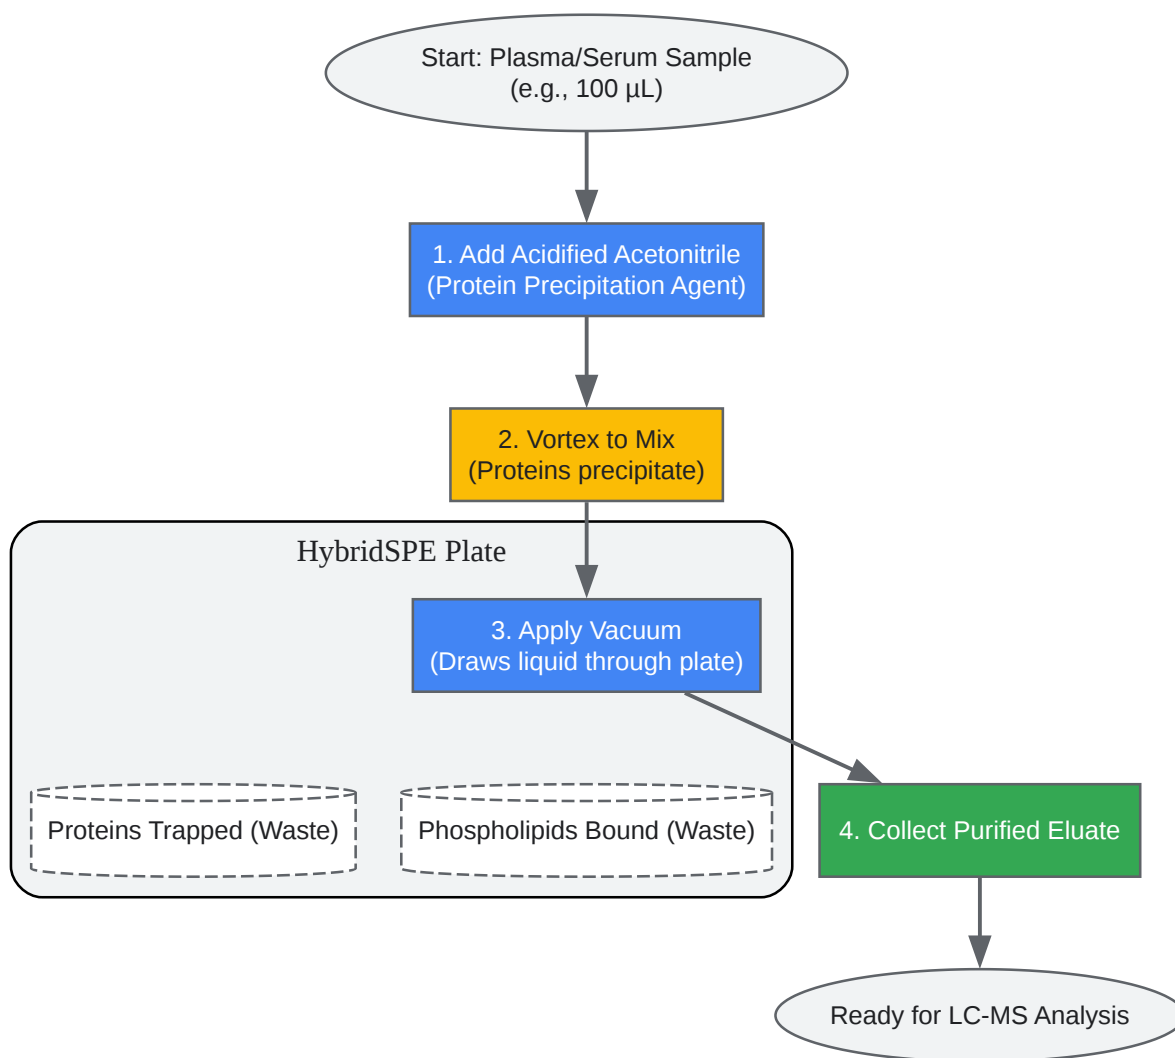 Start: Plasma/Serum Sample
(e.g., 100 µL)
1. Add Acidified Acetonitrile
(Protein Precipitation Agent)
2. Vortex to Mix
(Proteins precipitate)
HybridSPE Plate
3. Apply Vacuum
(Draws liquid through plate)
Proteins Trapped (Waste)
Phospholipids Bound (Waste)
4. Collect Purified Eluate
Ready for LC-MS Analysis